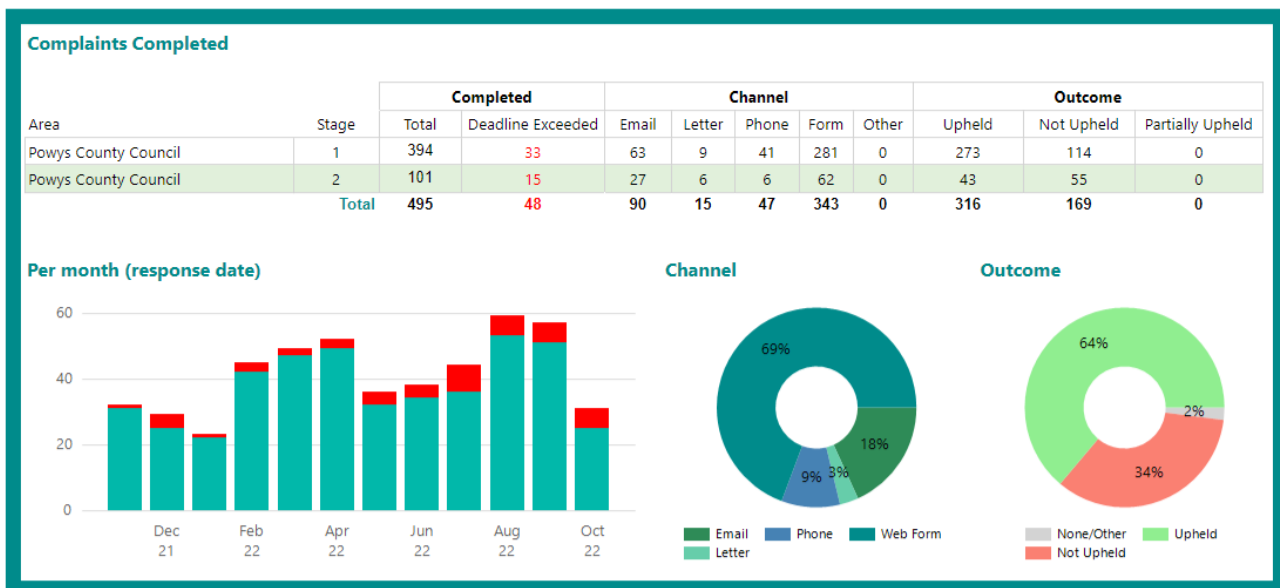 Complaints Completed
Completed Channel Outcome
Area Stage Total Deadline Exceeded Email Letter Phone Form Other Upheld Not Upheld Partially Upheld
Powys County Council 1 394 33 63 9 41 281 0 273 114 0
Powys County Council 2 101 15 27 6 6 62 0 43 55 0
Total 495 48 90 15 47 343 0 316 169 0
Per month (response date)
60
40
20
0
Dec Feb Apr Jun Aug Oct
21 22 22 22 22 22
Channel
69%
18%
9% 3%
Email Phone Web Form
Letter
Outcome
64%
2%
34%
None/Other Upheld
Not Upheld